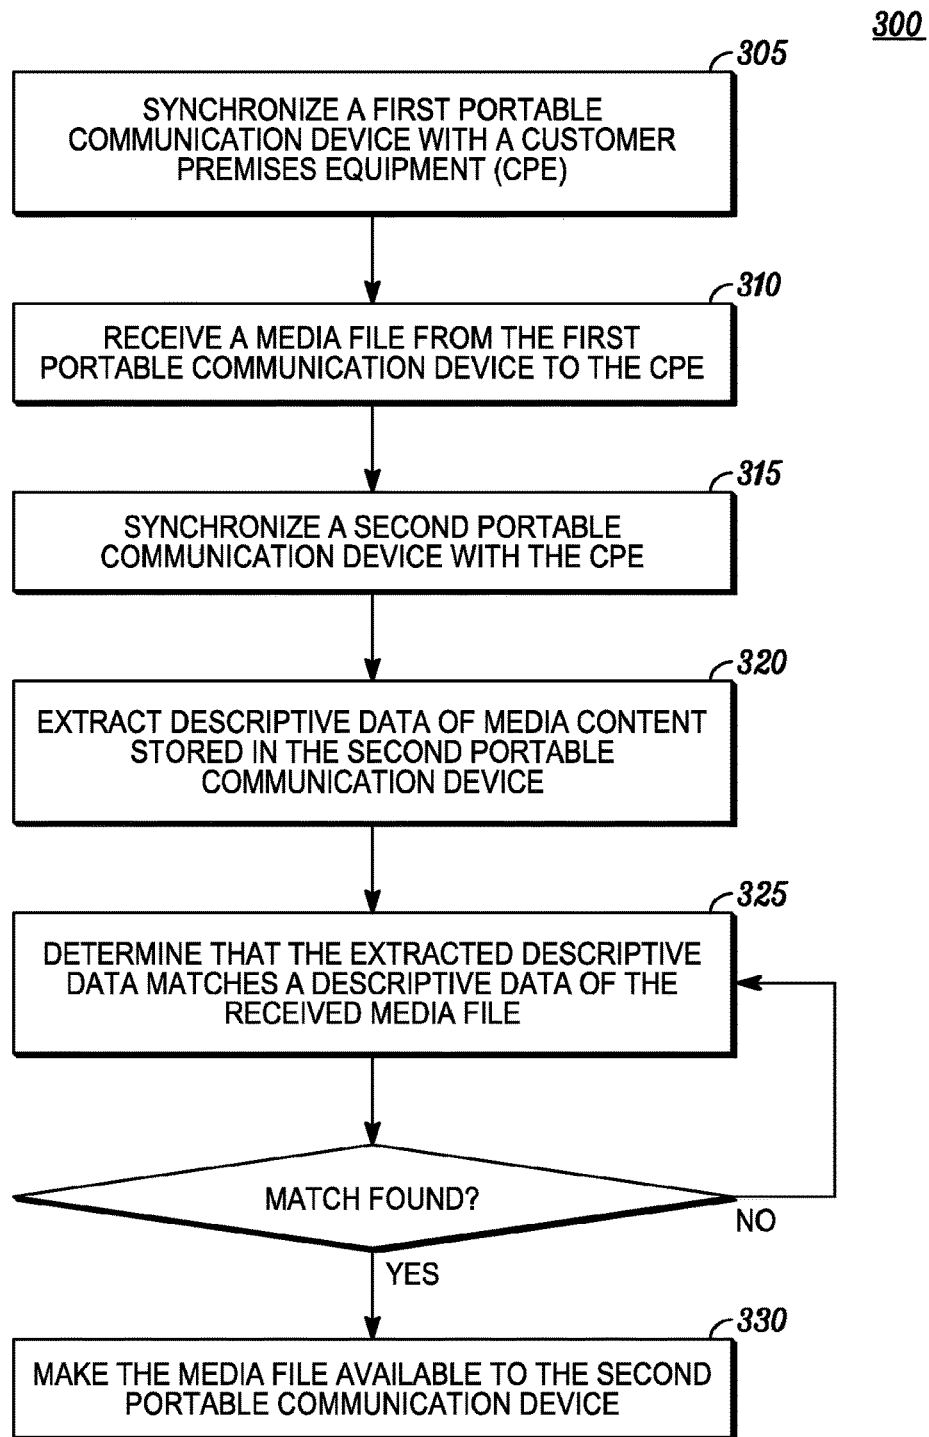 300
305
SYNCHRONIZE A FIRST PORTABLE
COMMUNICATION DEVICE WITH A CUSTOMER
PREMISES EQUIPMENT (CPE)
310
RECEIVE A MEDIA FILE FROM THE FIRST
PORTABLE COMMUNICATION DEVICE TO THE CPE
315
SYNCHRONIZE A SECOND PORTABLE
COMMUNICATION DEVICE WITH THE CPE
320
EXTRACT DESCRIPTIVE DATA OF MEDIA CONTENT
STORED IN THE SECOND PORTABLE
COMMUNICATION DEVICE
325
DETERMINE THAT THE EXTRACTED DESCRIPTIVE
DATA MATCHES A DESCRIPTIVE DATA OF THE
RECEIVED MEDIA FILE
MATCH FOUND?
NO
YES
330
MAKE THE MEDIA FILE AVAILABLE TO THE SECOND
PORTABLE COMMUNICATION DEVICE